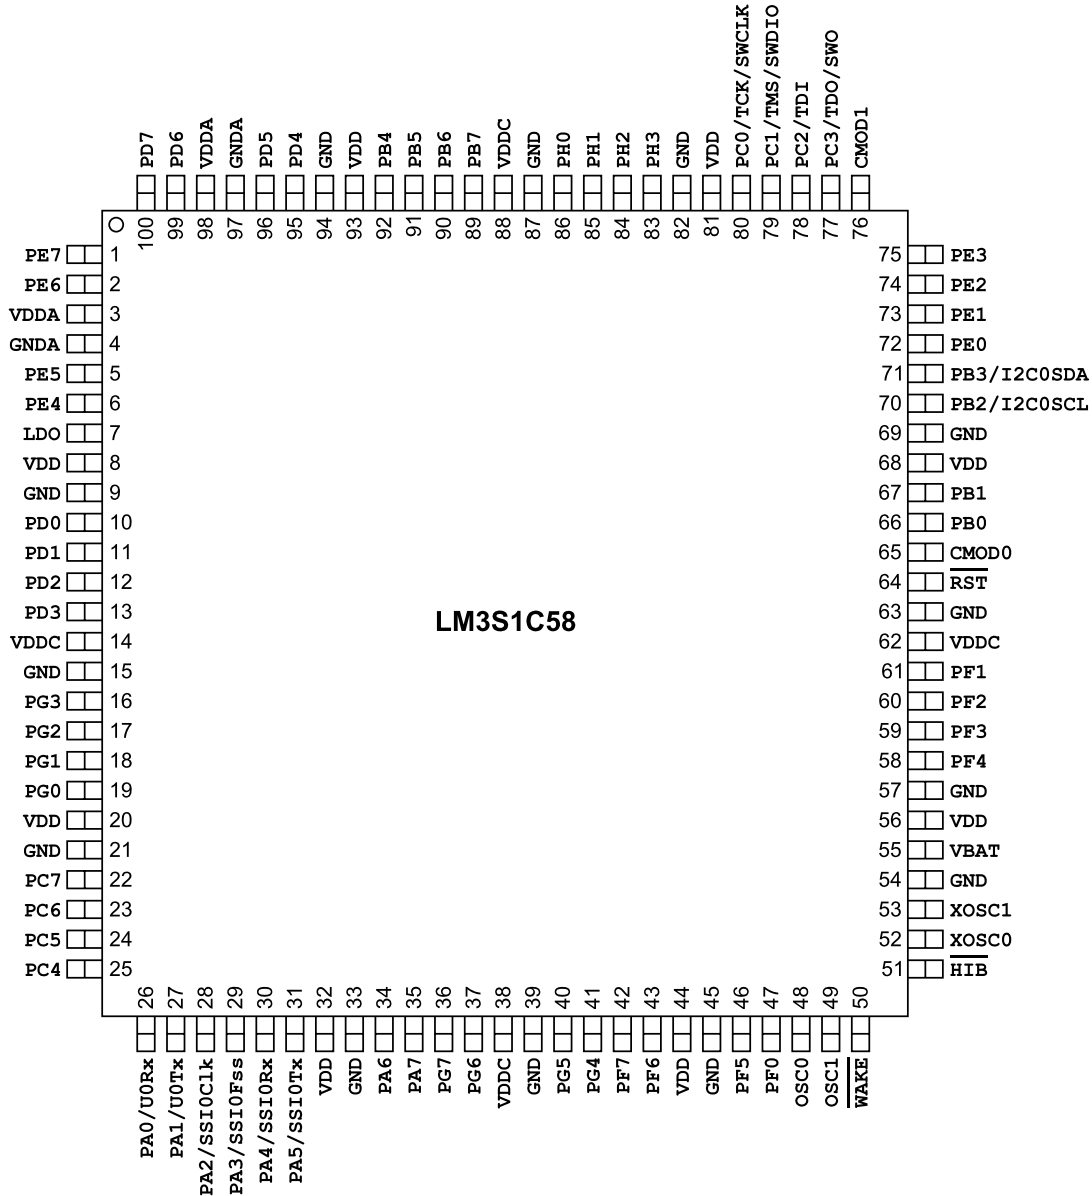 PD7
PD6
VDDA
GNDA
PD5
PD4
GND
VDD
PB4
PB5
PB6
PB7
VDDC
GND
PH0
PH1
PH2
PH3
GND
VDD
PC0/TCK/SWCLK
PC1/TMS/SWDIO
PC2/TDI
PC3/TDO/SWO
CMOD1
100
99
98
97
96
95
94
93
92
91
90
89
88
87
86
85
84
83
82
81
80
79
78
77
76
PE7 1
PE6 2
VDDA 3
GNDA 4
PE5 5
PE4 6
LDO 7
VDD 8
GND 9
PD0 10
PD1 11
PD2 12
PD3 13
VDDC 14
GND 15
PG3 16
PG2 17
PG1 18
PG0 19
VDD 20
GND 21
PC7 22
PC6 23
PC5 24
PC4 25
LM3S1C58
75 PE3
74 PE2
73 PE1
72 PE0
71 PB3/I2C0SDA
70 PB2/I2C0SCL
69 GND
68 VDD
67 PB1
66 PB0
65 CMOD0
64 RST
63 GND
62 VDDC
61 PF1
60 PF2
59 PF3
58 PF4
57 GND
56 VDD
55 VBAT
54 GND
53 XOSC1
52 XOSC0
51 HIB
26
27
28
29
30
31
32
33
34
35
36
37
38
39
40
41
42
43
44
45
46
47
48
49
50
PA0/U0Rx
PA1/U0Tx
PA2/SSI0Clk
PA3/SSI0Fss
PA4/SSI0Rx
PA5/SSI0Tx
VDD
GND
PA6
PA7
PG7
PG6
VDDC
GND
PG5
PG4
PF7
PF6
VDD
GND
PF5
PF0
OSC0
OSC1
WAKE